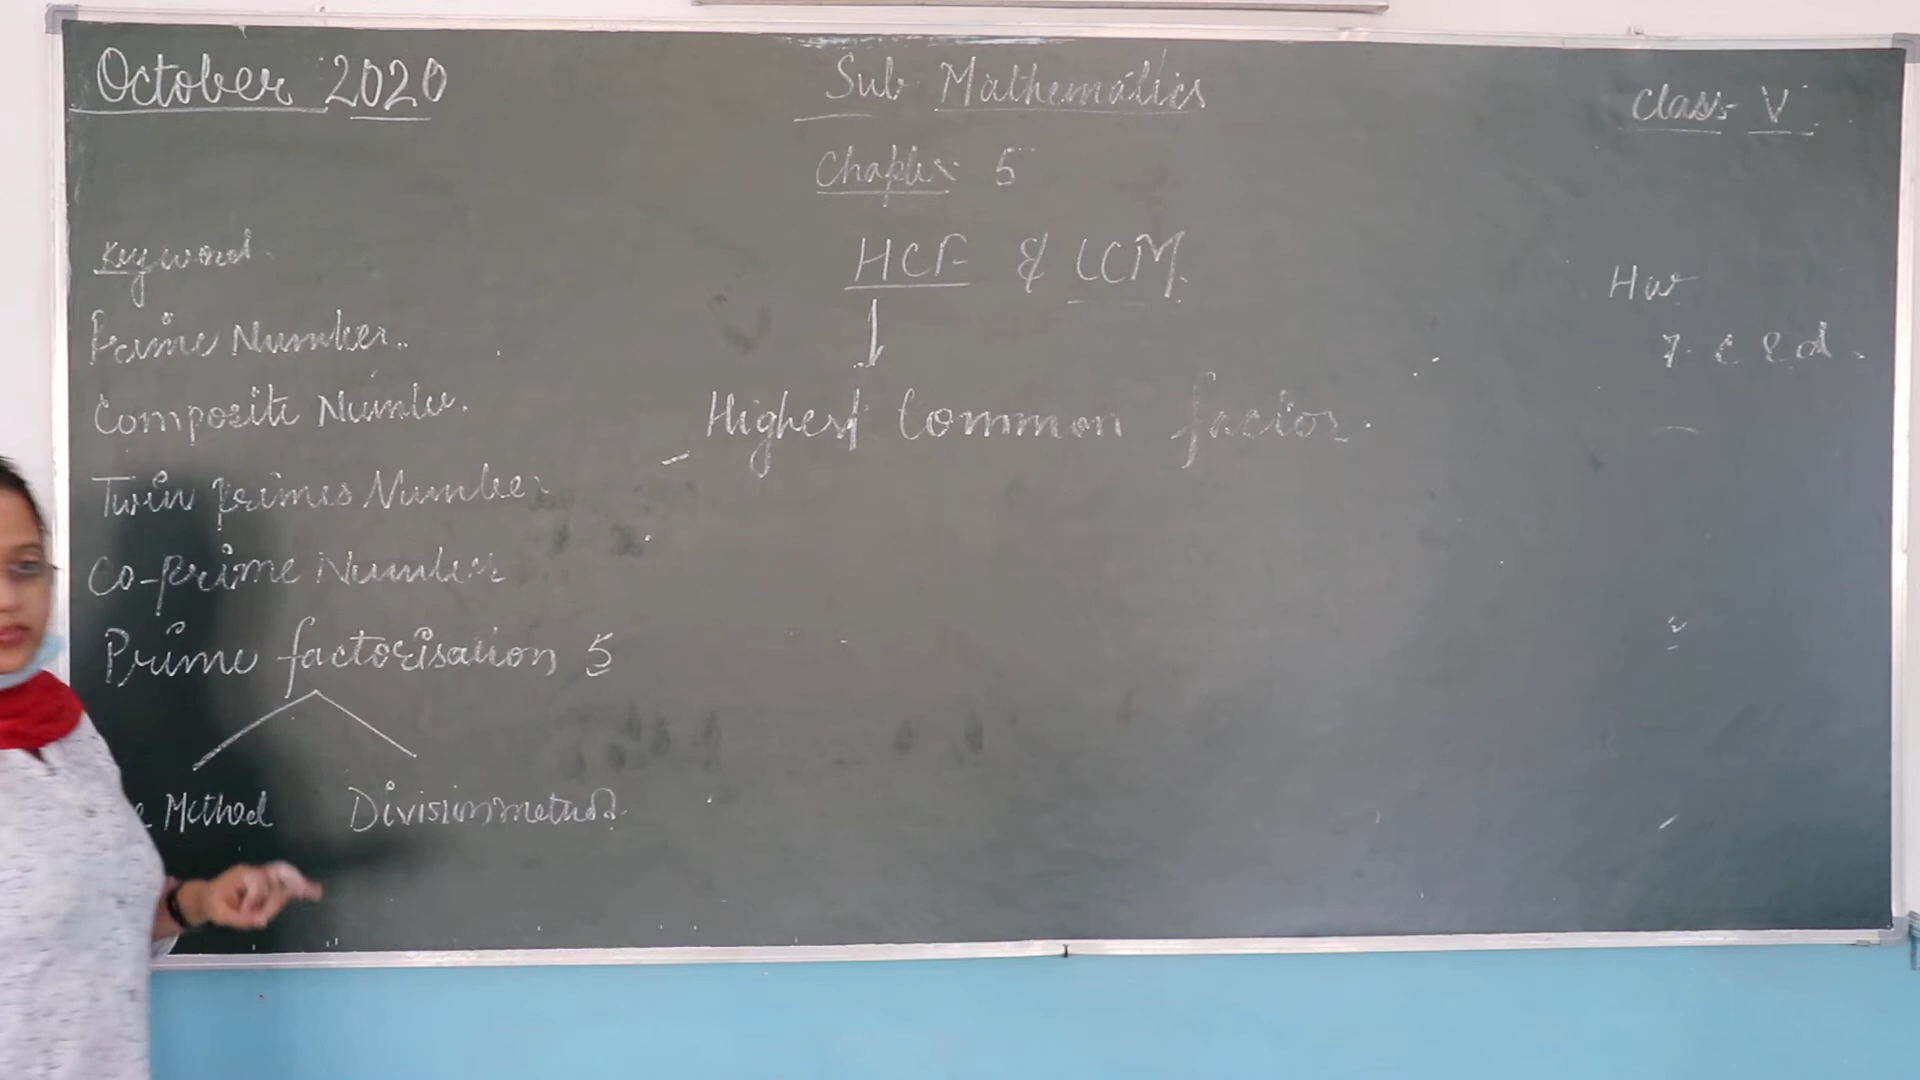 October 2020
Sub Mathematics
Class V
Chapter 5
HCF & LCM
Highest Common factor.
Keyword.
Prime Number.
Composite Number.
Twin primes Number
Co-prime Number
Prime factorisation 5
Method Division method.
Hw